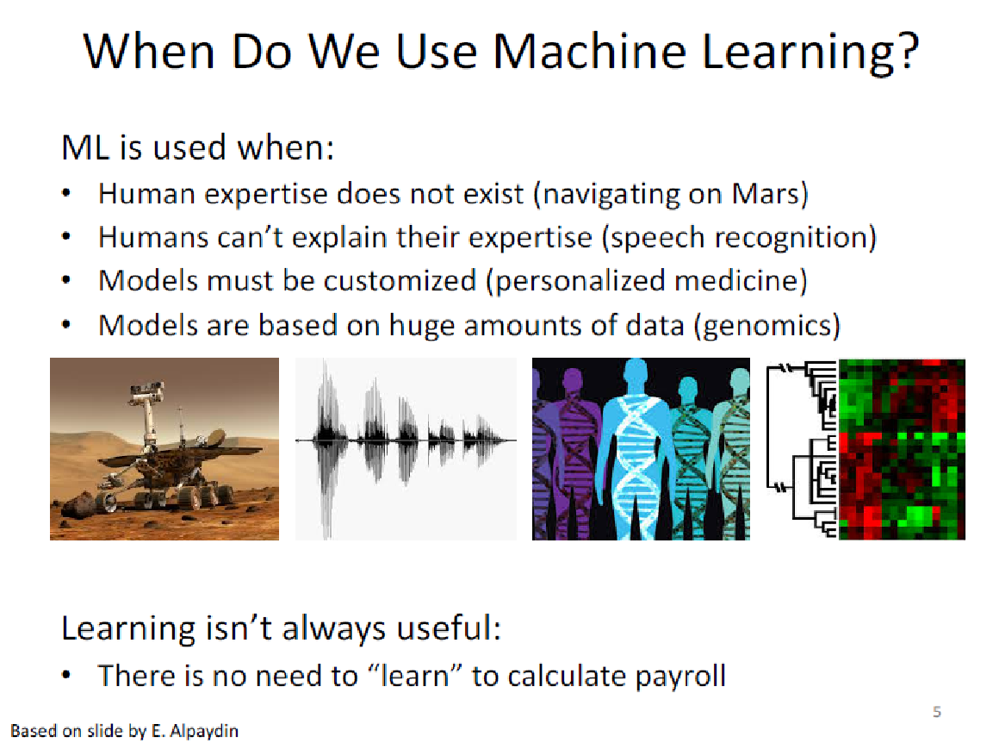 When Do We Use Machine Learning?
ML is used when:
• Human expertise does not exist (navigating on Mars)
• Humans can’t explain their expertise (speech recognition)
• Models must be customized (personalized medicine)
• Models are based on huge amounts of data (genomics)
Learning isn’t always useful:
• There is no need to “learn” to calculate payroll
5
Based on slide by E. Alpaydin